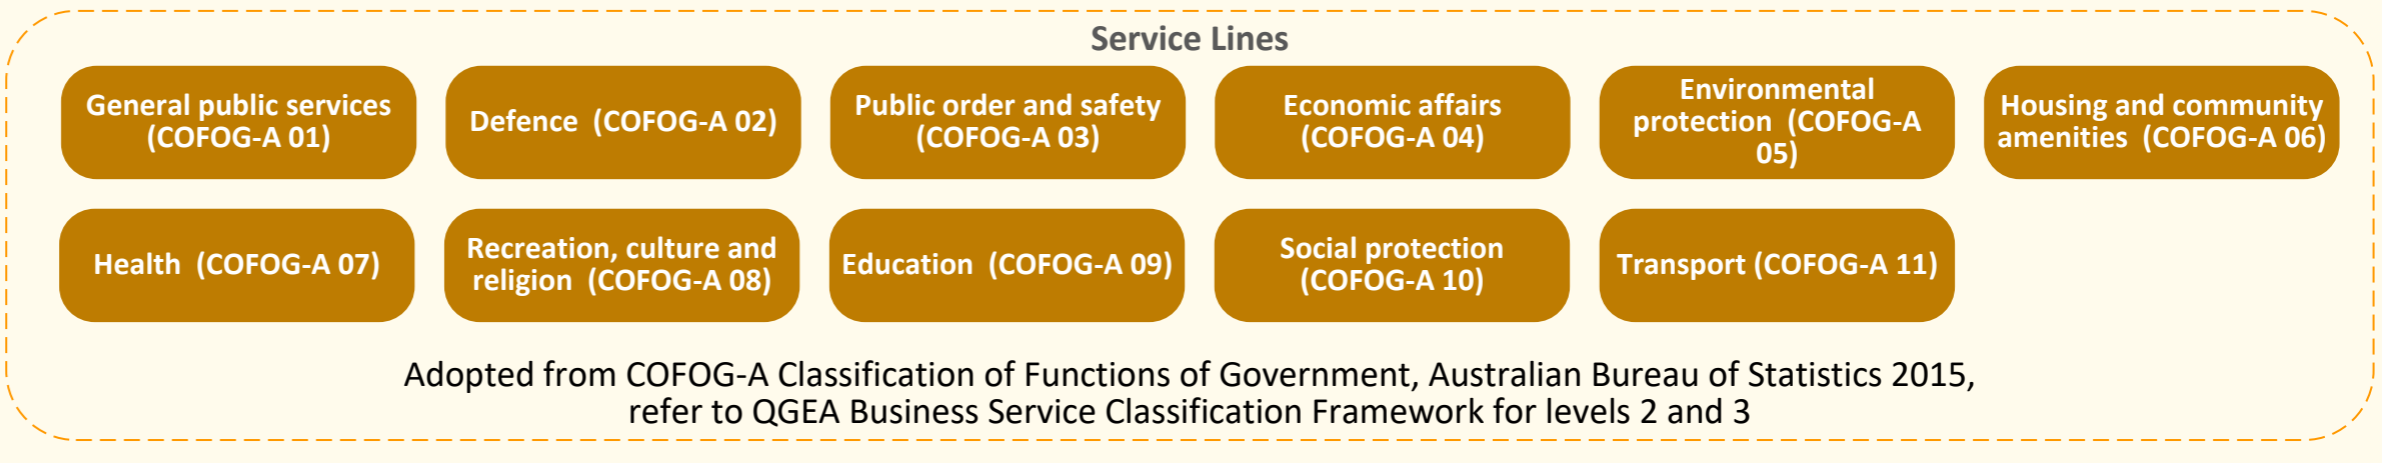 Service Lines
General public services
(COFOG-A 01)
Defence  (COFOG-A 02)
Public order and safety
(COFOG-A 03)
Economic affairs
(COFOG-A 04)
Environmental
protection  (COFOG-A
05)
Housing and community
amenities  (COFOG-A 06)
Health  (COFOG-A 07)
Recreation, culture and
religion  (COFOG-A 08)
Education  (COFOG-A 09)
Social protection
(COFOG-A 10)
Transport (COFOG-A 11)
Adopted from COFOG-A Classification of Functions of Government, Australian Bureau of Statistics 2015,
refer to QGEA Business Service Classification Framework for levels 2 and 3